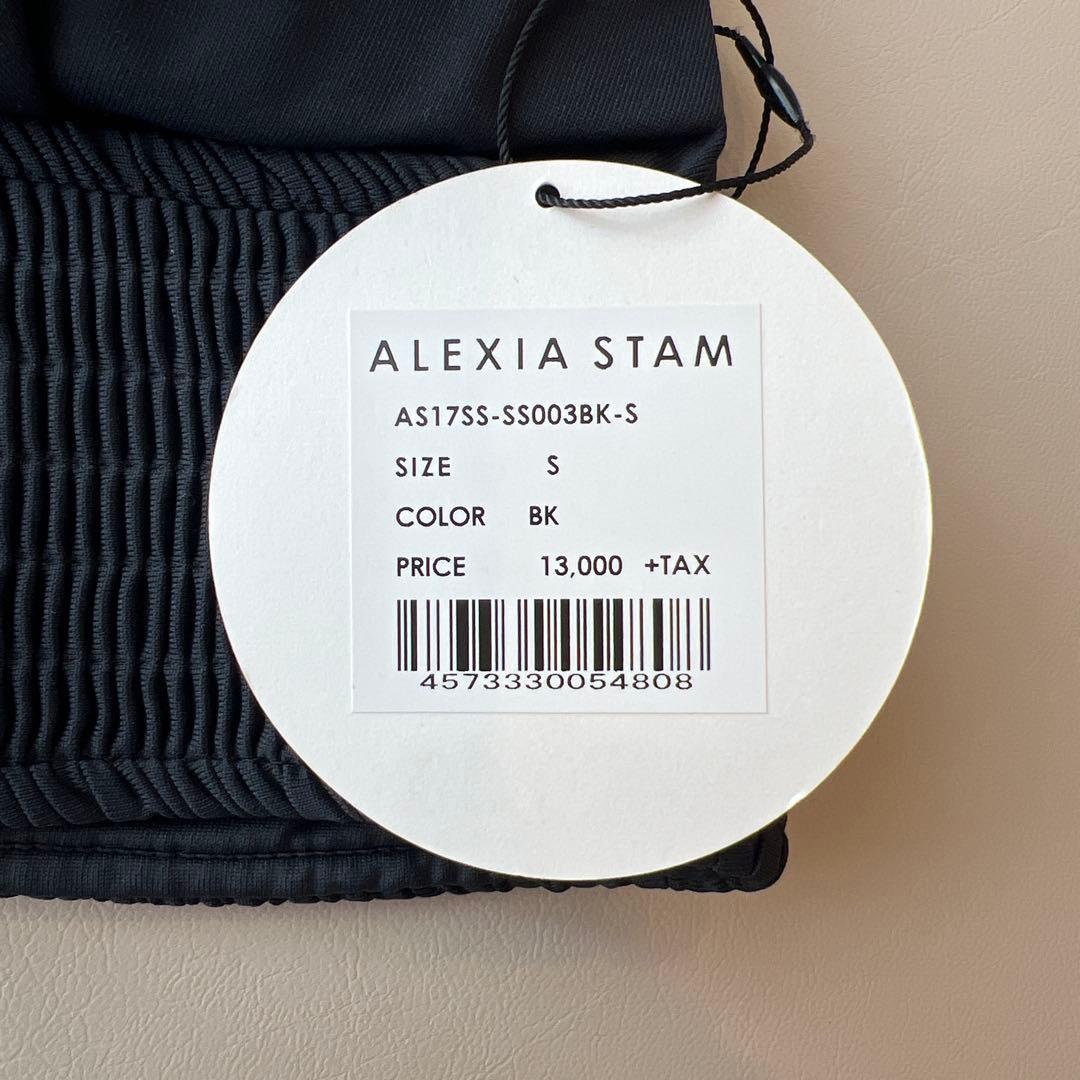 ALEXIA STAM
AS17SS-SS003BK-S
SIZE S
COLOR BK
PRICE 13,000 +TAX
4573330054808